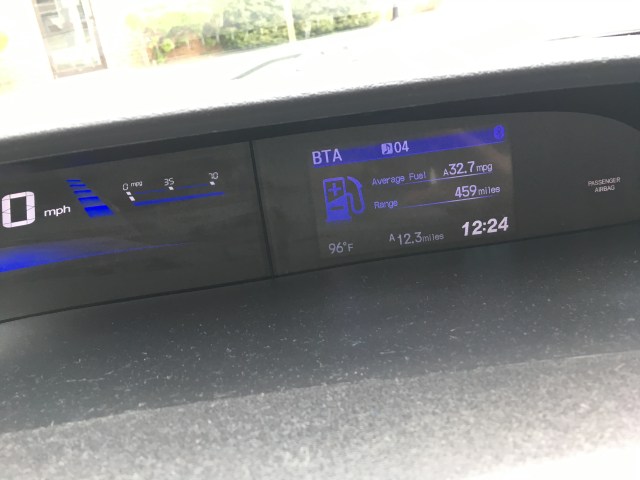 0 mph
0 mpg 35 70
BTA 04
Average Fuel A 32.7 mpg
Range 459 miles
96°F A 12.3 miles 12:24
PASSENGER
AIRBAG